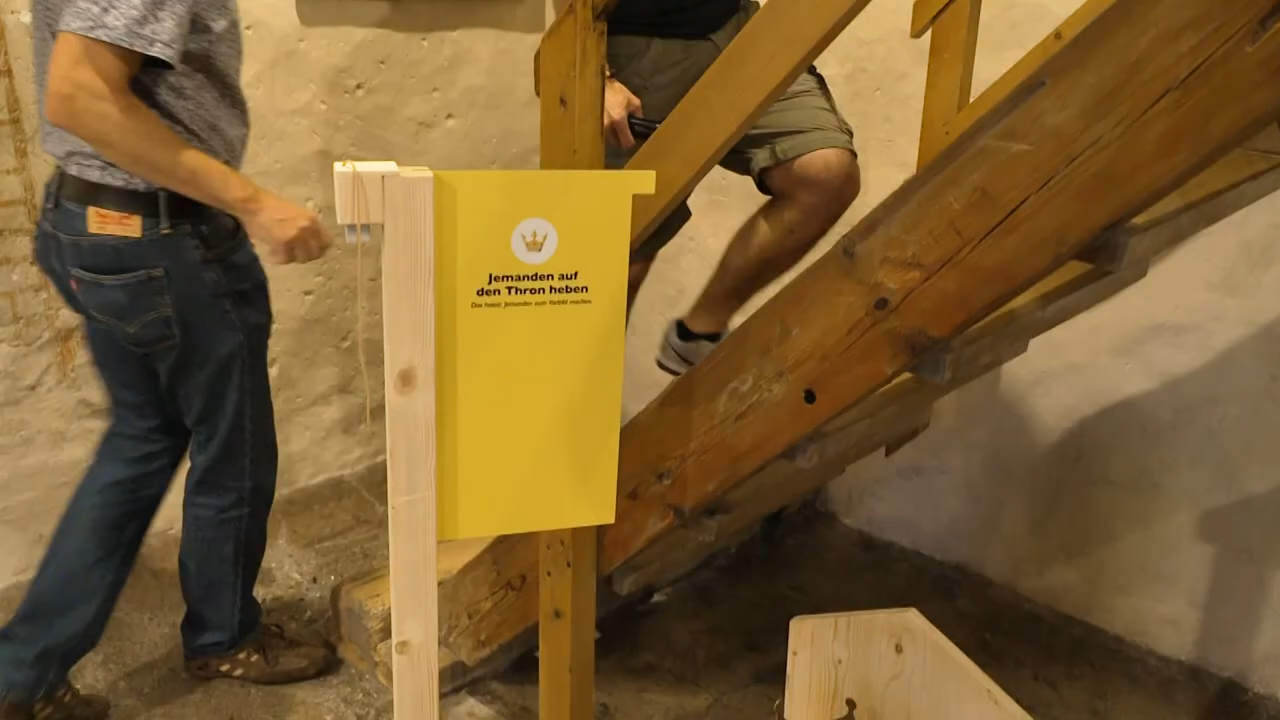 Jemanden auf
den Thron heben
Das heisst: Jemanden zum Vorbild machen.